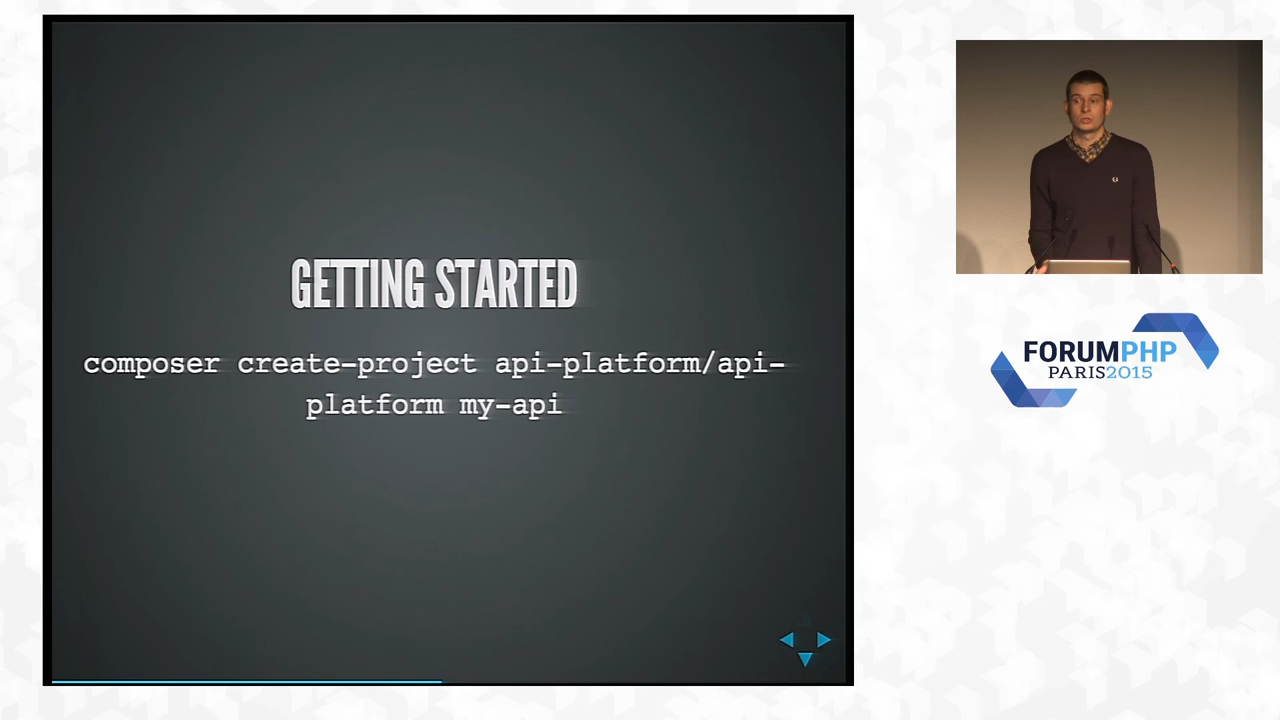 GETTING STARTED
composer create-project api-platform/api-
platform my-api
FORUMPHP
PARIS2015